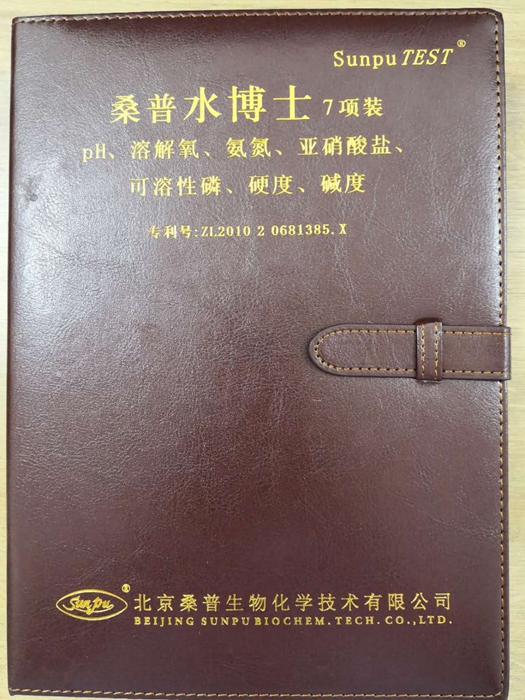 SunpuTEST®
桑普水博士 7项装
pH、溶解氧、氨氮、亚硝酸盐、
可溶性磷、硬度、碱度
专利号:ZL2010 2 0681385.X
Sunpu® 北京桑普生物化学技术有限公司
BEIJING SUNPU BIOCHEM. TECH. CO., LTD.